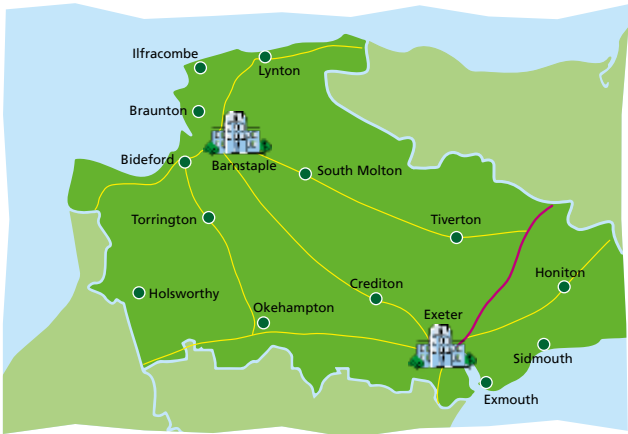 Ilfracombe
Lynton
Braunton
Bideford
Barnstaple
South Molton
Torrington
Tiverton
Holsworthy
Crediton
Honiton
Okehampton
Exeter
Sidmouth
Exmouth